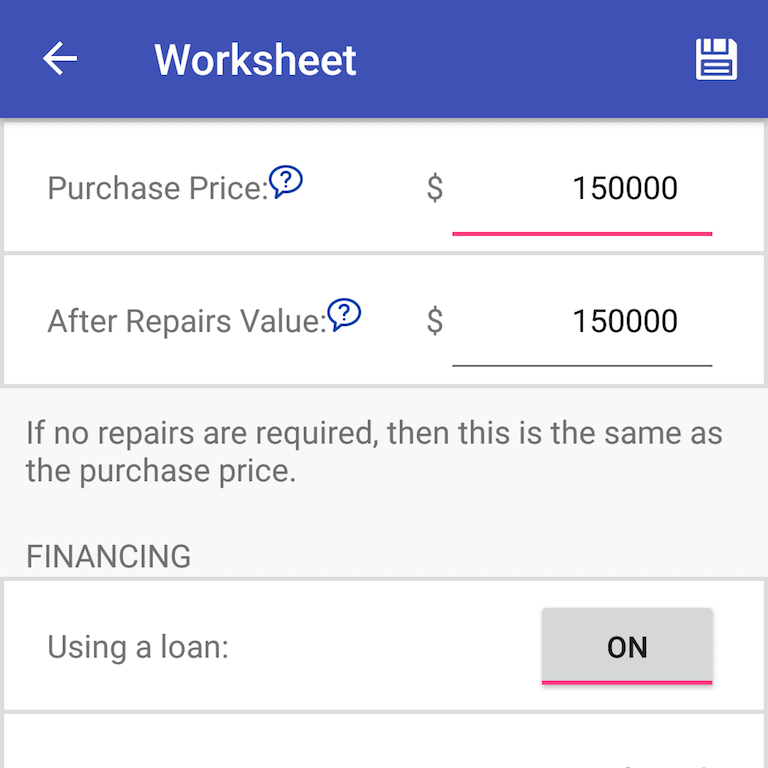 Worksheet
Purchase Price: $ 150000
After Repairs Value: $ 150000
If no repairs are required, then this is the same as
the purchase price.
FINANCING
Using a loan: ON